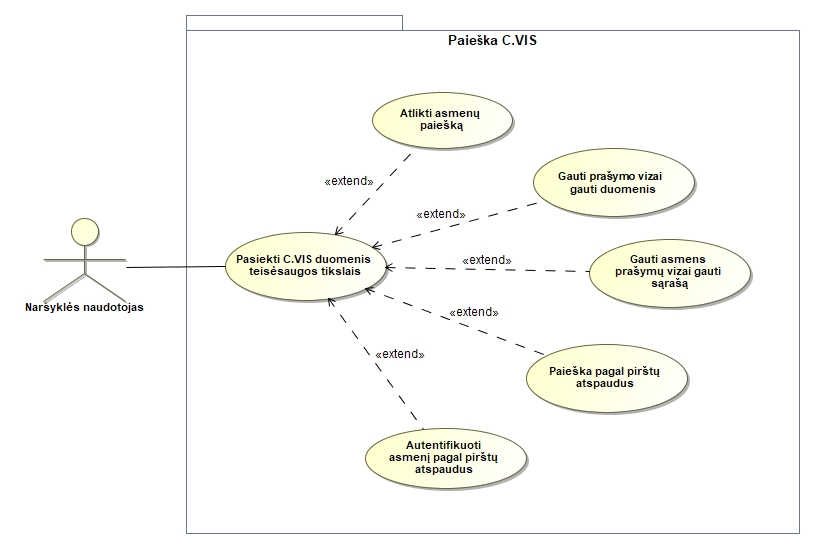 Paieška C.VIS
Atlikti asmenų
paiešką
«extend»
Gauti prašymo vizai
gauti duomenis
«extend»
Pasiekti C.VIS duomenis
teisėsaugos tikslais
«extend»
Gauti asmens
prašymų vizai gauti
sąrašą
Naršyklės naudotojas
«extend»
Paieška pagal pirštų
atspaudus
«extend»
Autentifikuoti
asmenį pagal pirštų
atspaudus